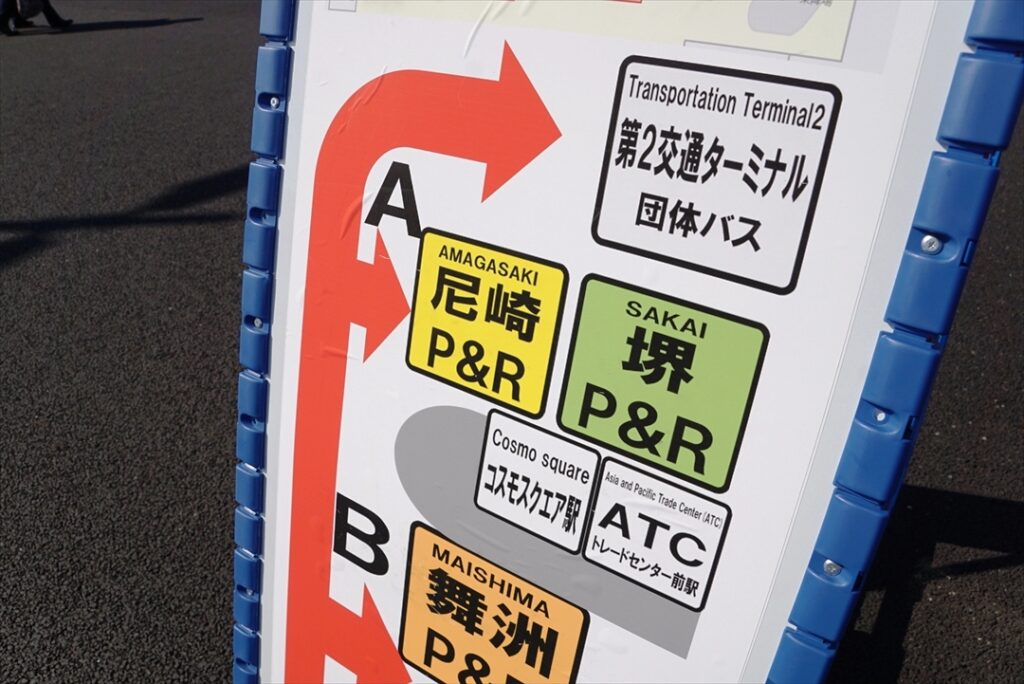 Transportation Terminal2
第2交通ターミナル
団体バス
A
AMAGASAKI
尼崎
P&R
SAKAI
堺
P&R
Cosmo square
コスモスクエア駅
Asia and Pacific Trade Center (ATC)
ATC
トレードセンター前駅
B
MAISHIMA
舞洲
P&R